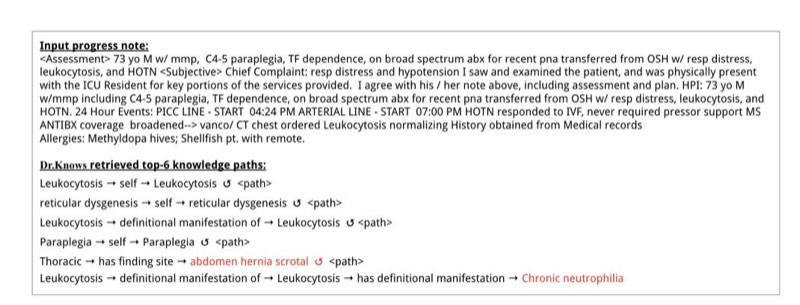 Input progress note:
<Assessment> 73 yo M w/ mmp, C4-5 paraplegia, TF dependence, on broad spectrum abx for recent pna transferred from OSH w/ resp distress,
leukocytosis, and HOTN <Subjective> Chief Complaint: resp distress and hypotension I saw and examined the patient, and was physically present
with the ICU Resident for key portions of the services provided. I agree with his / her note above, including assessment and plan. HPI: 73 yo M
w/mmp including C4-5 paraplegia, TF dependence, on broad spectrum abx for recent pna transferred from OSH w/ resp distress, leukocytosis, and
HOTN. 24 Hour Events: PICC LINE - START 04:24 PM ARTERIAL LINE - START 07:00 PM HOTN responded to IVF, never required pressor support MS
ANTIBX coverage broadened--> vanco/ CT chest ordered Leukocytosis normalizing History obtained from Medical records
Allergies: Methyldopa hives; Shellfish pt. with remote.
Dr.Knows retrieved top-6 knowledge paths:
Leukocytosis → self → Leukocytosis ↺ <path>
reticular dysgenesis → self → reticular dysgenesis ↺ <path>
Leukocytosis → definitional manifestation of → Leukocytosis ↺ <path>
Paraplegia → self → Paraplegia ↺ <path>
Thoracic → has finding site → abdomen hernia scrotal ↺ <path>
Leukocytosis → definitional manifestation of → Leukocytosis → has definitional manifestation → Chronic neutrophilia